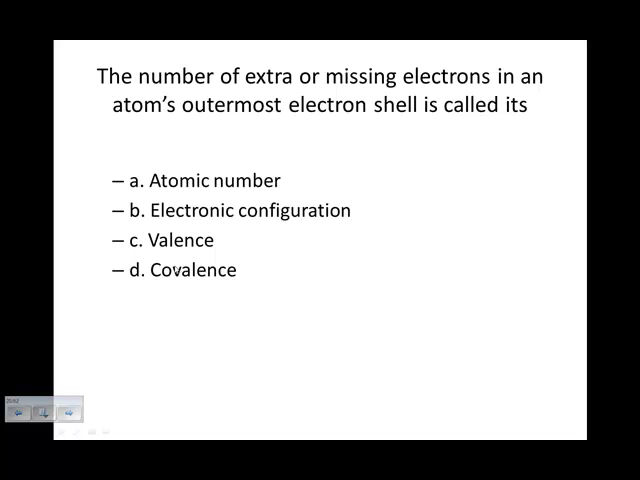 The number of extra or missing electrons in an
atom’s outermost electron shell is called its
– a. Atomic number
– b. Electronic configuration
– c. Valence
– d. Covalence